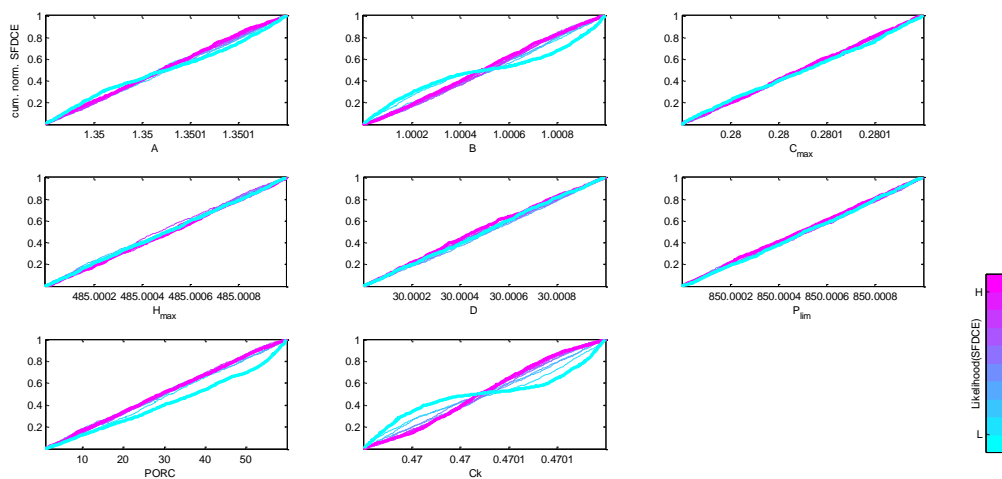 cum. norm. SFDCE
1
0.8
0.6
0.4
0.2
1.35 1.35 1.3501 1.3501
A
1
0.8
0.6
0.4
0.2
1.0002 1.0004 1.0006 1.0008
B
1
0.8
0.6
0.4
0.2
0.28 0.28 0.2801 0.2801
C_max
1
0.8
0.6
0.4
0.2
485.0002 485.0004 485.0006 485.0008
H_max
1
0.8
0.6
0.4
0.2
30.0002 30.0004 30.0006 30.0008
D
1
0.8
0.6
0.4
0.2
850.0002 850.0004 850.0006 850.0008
P_lim
1
0.8
0.6
0.4
0.2
10 20 30 40 50
PORC
1
0.8
0.6
0.4
0.2
0.47 0.47 0.4701 0.4701
Ck
Likelihood(SFDCE)
H
L